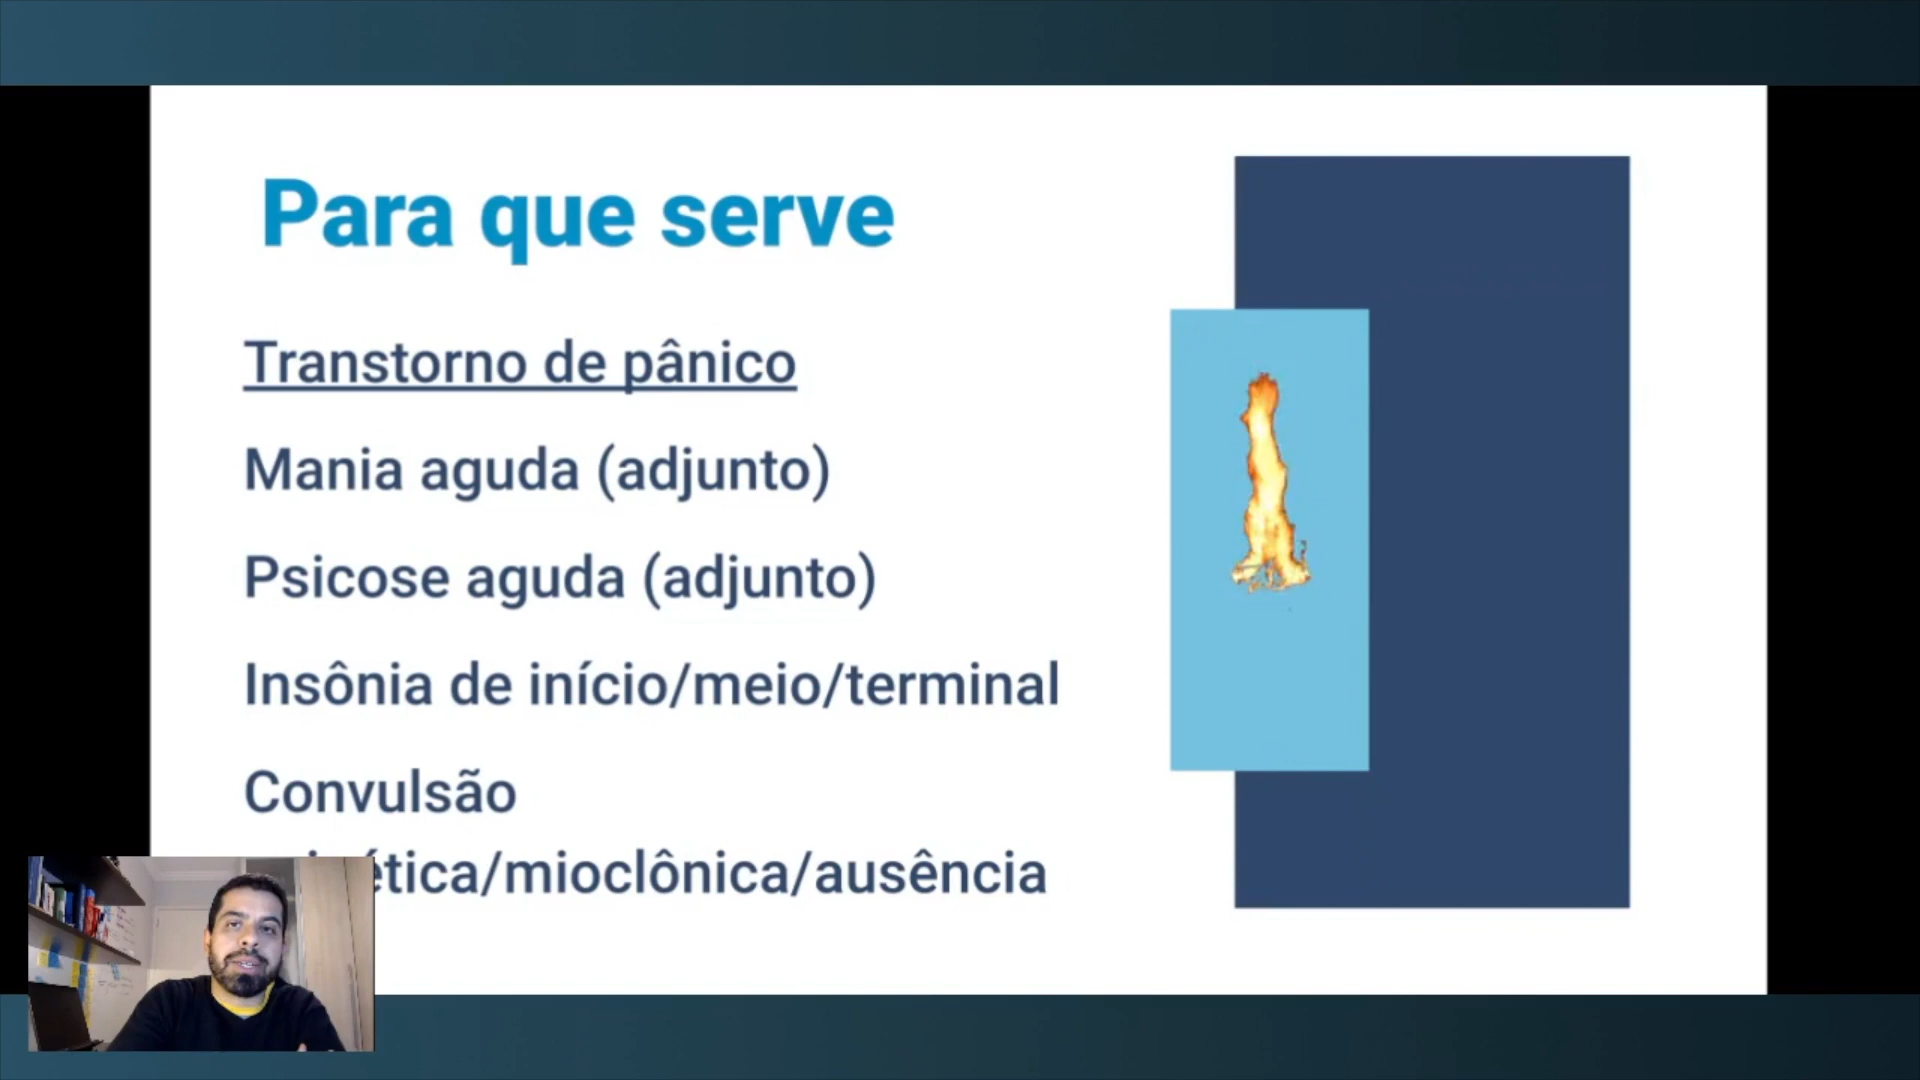 Para que serve
Transtorno de pânico
Mania aguda (adjunto)
Psicose aguda (adjunto)
Insônia de início/meio/terminal
Convulsão
/mioclônica/ausência